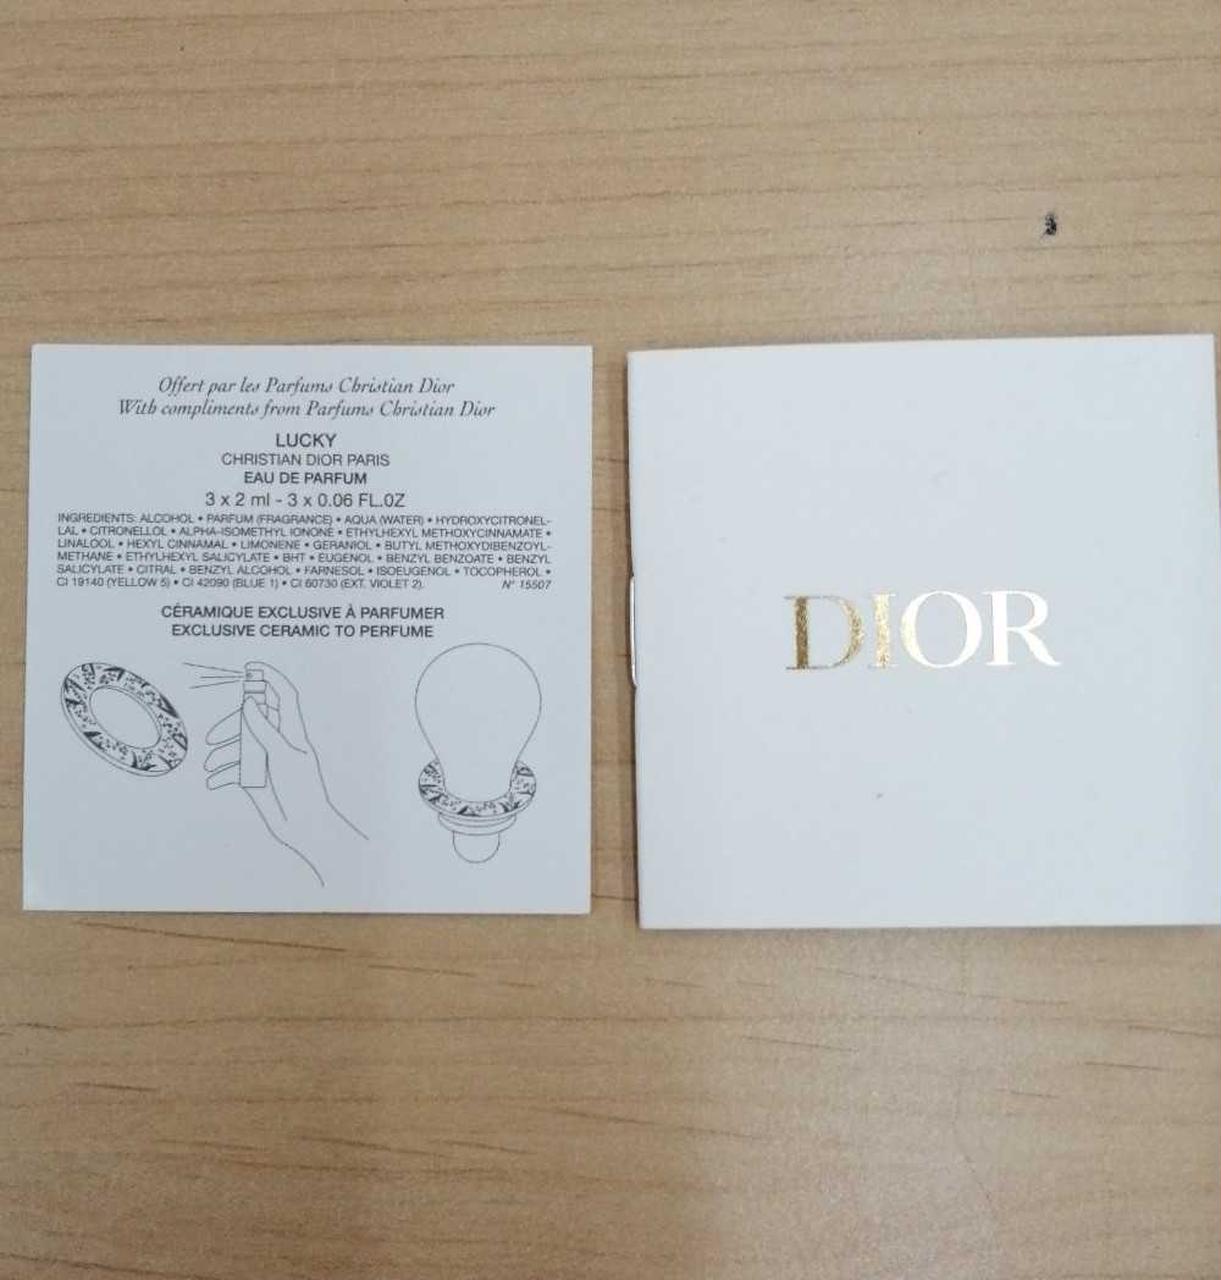 Offert par les Parfums Christian Dior
With compliments from Parfums Christian Dior
LUCKY
CHRISTIAN DIOR PARIS
EAU DE PARFUM
3 x 2 ml - 3 x 0.06 FL.OZ
INGREDIENTS: ALCOHOL • PARFUM (FRAGRANCE) • AQUA (WATER) • HYDROXYCITRONEL-
LAL • CITRONELLOL • ALPHA-ISOMETHYL IONONE • ETHYLHEXYL METHOXYCINNAMATE •
LINALOOL • HEXYL CINNAMAL • LIMONENE • GERANIOL • BUTYL METHOXYDIBENZOYL-
METHANE • ETHYLHEXYL SALICYLATE • BHT • EUGENOL • BENZYL BENZOATE • BENZYL
SALICYLATE • CITRAL • BENZYL ALCOHOL • FARNESOL • ISOEUGENOL • TOCOPHEROL •
CI 19140 (YELLOW 5) • CI 42090 (BLUE 1) • CI 60730 (EXT. VIOLET 2). N° 15507
CÉRAMIQUE EXCLUSIVE À PARFUMER
EXCLUSIVE CERAMIC TO PERFUME
DIOR